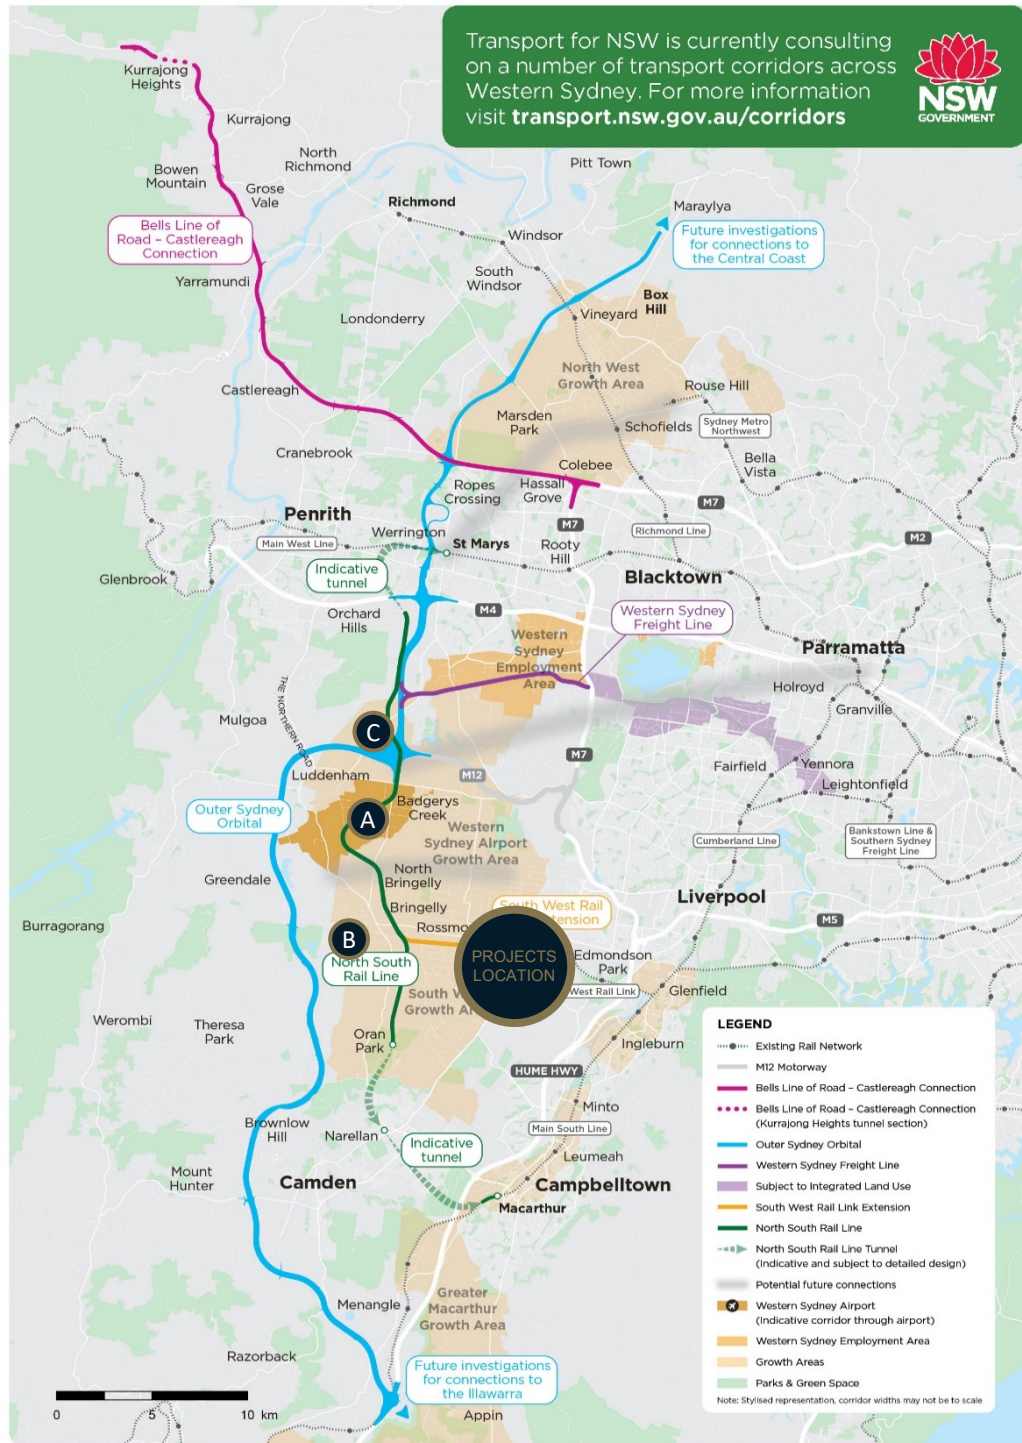 Transport for NSW is currently consulting
on a number of transport corridors across
Western Sydney. For more information
visit transport.nsw.gov.au/corridors
NSW
GOVERNMENT
Kurrajong
Heights
Kurrajong
North
Richmond
Pitt Town
Bowen
Mountain
Grose
Vale
Richmond
Maraylya
Bells Line of
Road – Castlereagh
Connection
Windsor
Future investigations
for connections to
the Central Coast
South
Windsor
Yarramundi
Box
Hill
Londonderry
Vineyard
North West
Growth Area
Rouse Hill
Castlereagh
Marsden
Park
Schofields
Sydney Metro
Northwest
Cranebrook
Colebee
Bella
Vista
Ropes
Crossing
Hassall
Grove
M7
Penrith
M7
Richmond Line
M2
Werrington
St Marys
Rooty
Hill
Main West Line
Glenbrook
Indicative
tunnel
Blacktown
Orchard
Hills
M4
Western Sydney
Freight Line
Western
Sydney
Employment
Area
Parramatta
Holroyd
Granville
THE NORTHERN ROAD
Mulgoa
C
M7
Fairfield
Yennora
Luddenham
M12
Leightonfield
Outer Sydney
Orbital
A
Badgerys
Creek
Western
Sydney Airport
Growth Area
Cumberland Line
Bankstown Line &
Southern Sydney
Freight Line
Greendale
North
Bringelly
Liverpool
Bringelly
South West Rail
tension
M5
Burragorang
B
Rossmo
PROJECTS
LOCATION
Edmondson
Park
North South
Rail Line
West Rail Link
Glenfield
South W
Growth Ar
Werombi
Theresa
Park
Oran
Park
Ingleburn
HUME HWY
Minto
Brownlow
Hill
Narellan
Main South Line
Indicative
tunnel
Leumeah
Mount
Hunter
Camden
Campbelltown
Macarthur
Menangle
Greater
Macarthur
Growth Area
Razorback
Future investigations
for connections to
the Illawarra
Appin
0 5 10 km
LEGEND
Existing Rail Network
M12 Motorway
Bells Line of Road – Castlereagh Connection
Bells Line of Road – Castlereagh Connection
(Kurrajong Heights tunnel section)
Outer Sydney Orbital
Western Sydney Freight Line
Subject to Integrated Land Use
South West Rail Link Extension
North South Rail Line
North South Rail Line Tunnel
(Indicative and subject to detailed design)
Potential future connections
Western Sydney Airport
(Indicative corridor through airport)
Western Sydney Employment Area
Growth Areas
Parks & Green Space
Note: Stylised representation, corridor widths may not be to scale